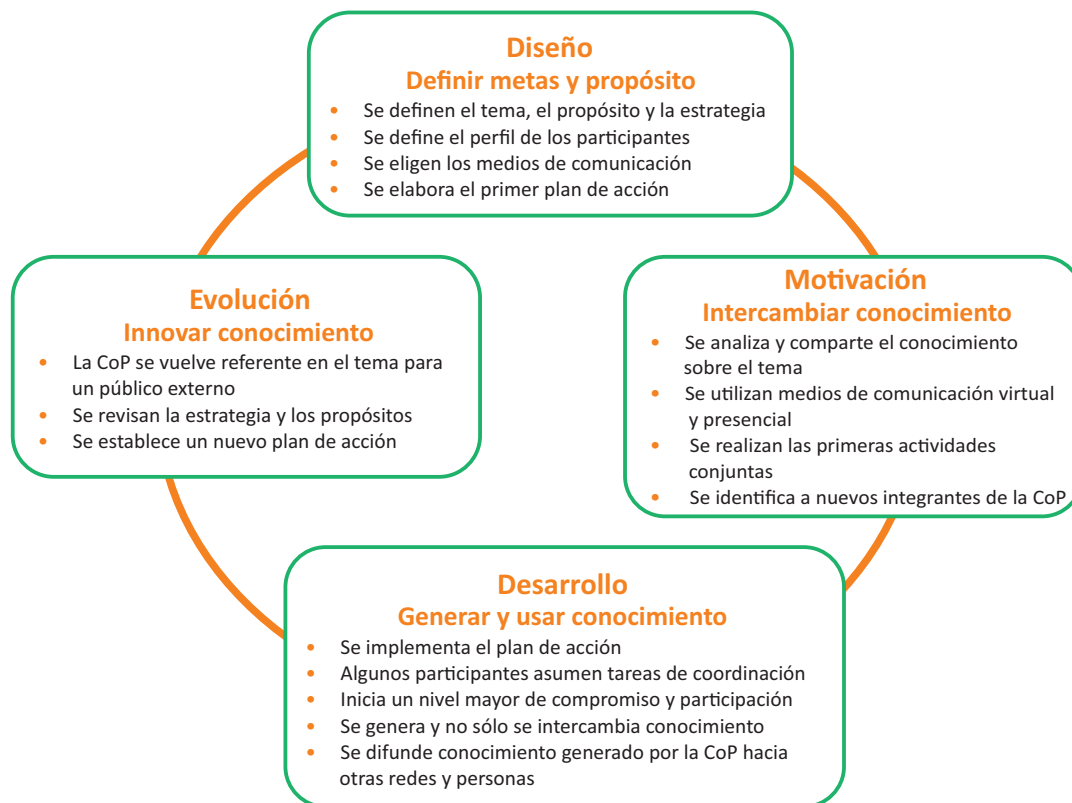 Diseño
Definir metas y propósito
• Se definen el tema, el propósito y la estrategia
• Se define el perfil de los participantes
• Se eligen los medios de comunicación
• Se elabora el primer plan de acción
Motivación
Intercambiar conocimiento
• Se analiza y comparte el conocimiento
sobre el tema
• Se utilizan medios de comunicación virtual
y presencial
• Se realizan las primeras actividades
conjuntas
• Se identifica a nuevos integrantes de la CoP
Desarrollo
Generar y usar conocimiento
• Se implementa el plan de acción
• Algunos participantes asumen tareas de coordinación
• Inicia un nivel mayor de compromiso y participación
• Se genera y no sólo se intercambia conocimiento
• Se difunde conocimiento generado por la CoP hacia
otras redes y personas
Evolución
Innovar conocimiento
• La CoP se vuelve referente en el tema para
un público externo
• Se revisan la estrategia y los propósitos
• Se establece un nuevo plan de acción